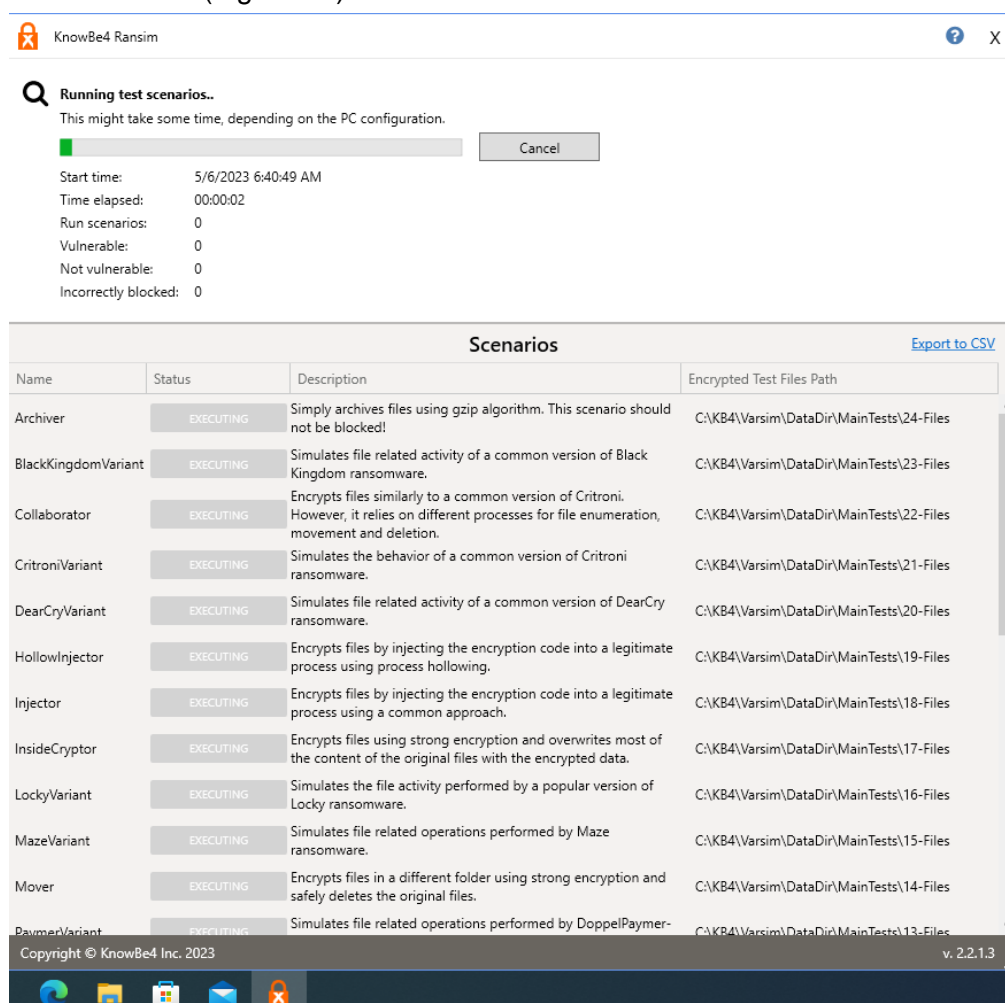 KnowBe4 Ransim
? X
Running test scenarios..
This might take some time, depending on the PC configuration.
Cancel
Start time: 5/6/2023 6:40:49 AM
Time elapsed: 00:00:02
Run scenarios: 0
Vulnerable: 0
Not vulnerable: 0
Incorrectly blocked: 0
Scenarios Export to CSV
Name Status Description Encrypted Test Files Path
Archiver EXECUTING Simply archives files using gzip algorithm. This scenario should
not be blocked! C:\KB4\Varsim\DataDir\MainTests\24-Files
BlackKingdomVariant EXECUTING Simulates file related activity of a common version of Black
Kingdom ransomware. C:\KB4\Varsim\DataDir\MainTests\23-Files
Collaborator EXECUTING Encrypts files similarly to a common version of Critroni.
However, it relies on different processes for file enumeration,
movement and deletion. C:\KB4\Varsim\DataDir\MainTests\22-Files
CritroniVariant EXECUTING Simulates the behavior of a common version of Critroni
ransomware. C:\KB4\Varsim\DataDir\MainTests\21-Files
DearCryVariant EXECUTING Simulates file related activity of a common version of DearCry
ransomware. C:\KB4\Varsim\DataDir\MainTests\20-Files
HollowInjector EXECUTING Encrypts files by injecting the encryption code into a legitimate
process using process hollowing. C:\KB4\Varsim\DataDir\MainTests\19-Files
Injector EXECUTING Encrypts files by injecting the encryption code into a legitimate
process using a common approach. C:\KB4\Varsim\DataDir\MainTests\18-Files
InsideCryptor EXECUTING Encrypts files using strong encryption and overwrites most of
the content of the original files with the encrypted data. C:\KB4\Varsim\DataDir\MainTests\17-Files
LockyVariant EXECUTING Simulates the file activity performed by a popular version of
Locky ransomware. C:\KB4\Varsim\DataDir\MainTests\16-Files
MazeVariant EXECUTING Simulates file related operations performed by Maze
ransomware. C:\KB4\Varsim\DataDir\MainTests\15-Files
Mover EXECUTING Encrypts files in a different folder using strong encryption and
safely deletes the original files. C:\KB4\Varsim\DataDir\MainTests\14-Files
PaymerVariant EXECUTING Simulates file related operations performed by DoppelPaymer-
C:\KB4\Varsim\DataDir\MainTests\13-Files
Copyright © KnowBe4 Inc. 2023 v. 2.2.1.3